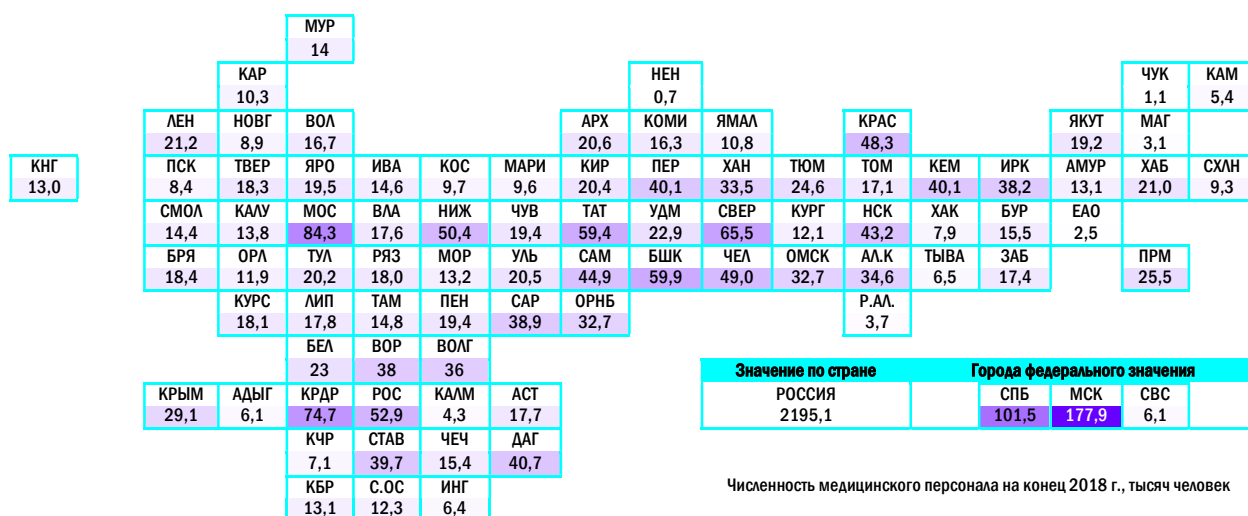 МУР
14
КАР НЕН ЧУК КАМ
10,3 0,7 1,1 5,4
ЛЕН НОВГ ВОЛ АРХ КОМИ ЯМАЛ КРАС ЯКУТ МАГ
21,2 8,9 16,7 20,6 16,3 10,8 48,3 19,2 3,1
КНГ ПСК ТВЕР ЯРО ИВА КОС МАРИ КИР ПЕР ХАН ТЮМ ТОМ КЕМ ИРК АМУР ХАБ СХЛН
13,0 8,4 18,3 19,5 14,6 9,7 9,6 20,4 40,1 33,5 24,6 17,1 40,1 38,2 13,1 21,0 9,3
СМОЛ КАЛУ МОС ВЛА НИЖ ЧУВ ТАТ УДМ СВЕР КУРГ НСК ХАК БУР ЕАО
14,4 13,8 84,3 17,6 50,4 19,4 59,4 22,9 65,5 12,1 43,2 7,9 15,5 2,5
БРЯ ОРЛ ТУЛ РЯЗ МОР УЛЬ САМ БШК ЧЕЛ ОМСК АЛ.К ТЫВА ЗАБ ПРМ
18,4 11,9 20,2 18,0 13,2 20,5 44,9 59,9 49,0 32,7 34,6 6,5 17,4 25,5
КУРС ЛИП ТАМ ПЕН САР ОРНБ Р.АЛ.
18,1 17,8 14,8 19,4 38,9 32,7 3,7
БЕЛ ВОР ВОЛГ
23 38 36
Значение по стране Города федерального значения
КРЫМ АДЫГ КРДР РОС КАЛМ АСТ РОССИЯ СПБ МСК СВС
29,1 6,1 74,7 52,9 4,3 17,7 2195,1 101,5 177,9 6,1
КЧР СТАВ ЧЕЧ ДАГ
7,1 39,7 15,4 40,7
КБР С.ОС ИНГ
13,1 12,3 6,4
Численность медицинского персонала на конец 2018 г., тысяч человек